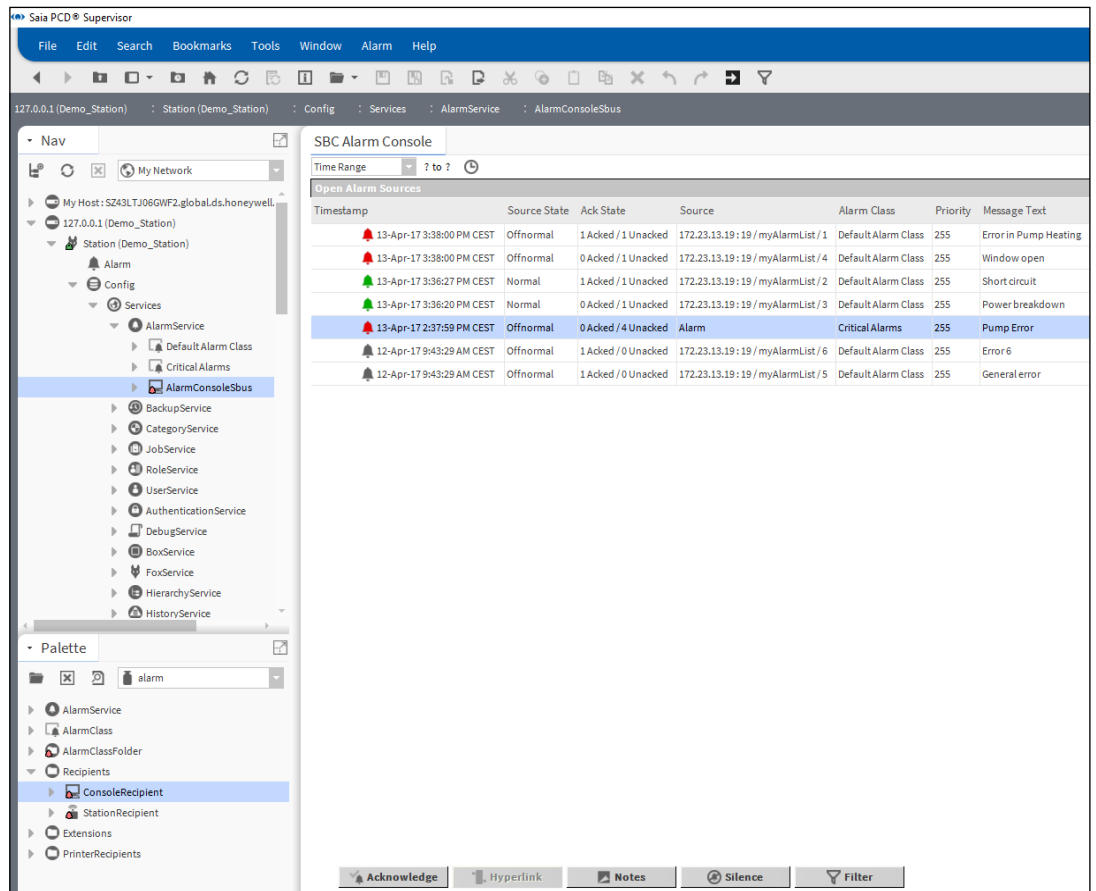 Saia PCD® Supervisor
File Edit Search Bookmarks Tools Window Alarm Help
127.0.0.1 (Demo_Station) : Station (Demo_Station) : Config : Services : AlarmService : AlarmConsoleSbus
Nav
My Network
My Host : SZ43LTJ06GWF2.global.ds.honeywell.
127.0.0.1 (Demo_Station)
Station (Demo_Station)
Alarm
Config
Services
AlarmService
Default Alarm Class
Critical Alarms
AlarmConsoleSbus
BackupService
CategoryService
JobService
RoleService
UserService
AuthenticationService
DebugService
BoxService
FoxService
HierarchyService
HistoryService
Palette
alarm
AlarmService
AlarmClass
AlarmClassFolder
Recipients
ConsoleRecipient
StationRecipient
Extensions
PrinterRecipients
SBC Alarm Console
Time Range ? to ?
Open Alarm Sources
Timestamp Source State Ack State Source Alarm Class Priority Message Text
13-Apr-17 3:38:00 PM CEST Offnormal 1 Acked / 1 Unacked 172.23.13.19 : 19 / myAlarmList / 1 Default Alarm Class 255 Error in Pump Heating
13-Apr-17 3:38:00 PM CEST Offnormal 0 Acked / 1 Unacked 172.23.13.19 : 19 / myAlarmList / 4 Default Alarm Class 255 Window open
13-Apr-17 3:36:27 PM CEST Normal 0 Acked / 1 Unacked 172.23.13.19 : 19 / myAlarmList / 2 Default Alarm Class 255 Short circuit
13-Apr-17 3:36:20 PM CEST Normal 0 Acked / 1 Unacked 172.23.13.19 : 19 / myAlarmList / 3 Default Alarm Class 255 Power breakdown
13-Apr-17 2:37:59 PM CEST Offnormal 0 Acked / 4 Unacked Alarm Critical Alarms 255 Pump Error
12-Apr-17 9:43:29 AM CEST Offnormal 1 Acked / 0 Unacked 172.23.13.19 : 19 / myAlarmList / 6 Default Alarm Class 255 Error 6
12-Apr-17 9:43:29 AM CEST Offnormal 1 Acked / 0 Unacked 172.23.13.19 : 19 / myAlarmList / 5 Default Alarm Class 255 General error
Acknowledge Hyperlink Notes Silence Filter